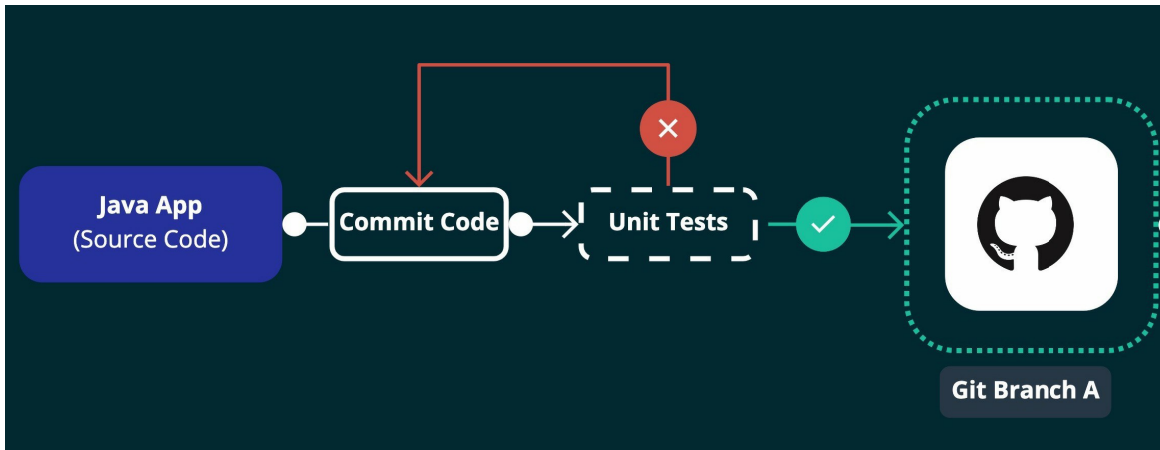 Java App
(Source Code)
Commit Code
Unit Tests
Git Branch A